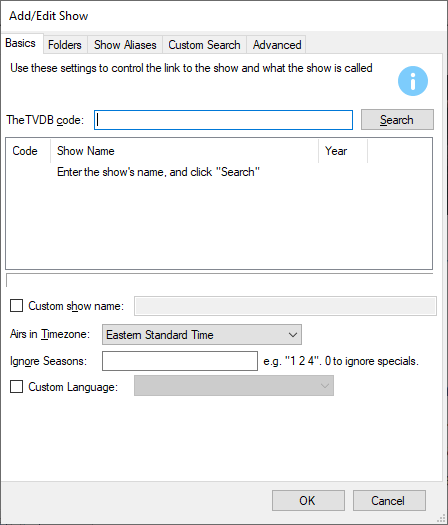 Add/Edit Show
Basics Folders Show Aliases Custom Search Advanced
Use these settings to control the link to the show and what the show is called
i
TheTVDB code: Search
Code Show Name Year
Enter the show's name, and click "Search"
Custom show name:
Airs in Timezone: Eastern Standard Time
Ignore Seasons: e.g. "1 2 4". 0 to ignore specials.
Custom Language:
OK Cancel